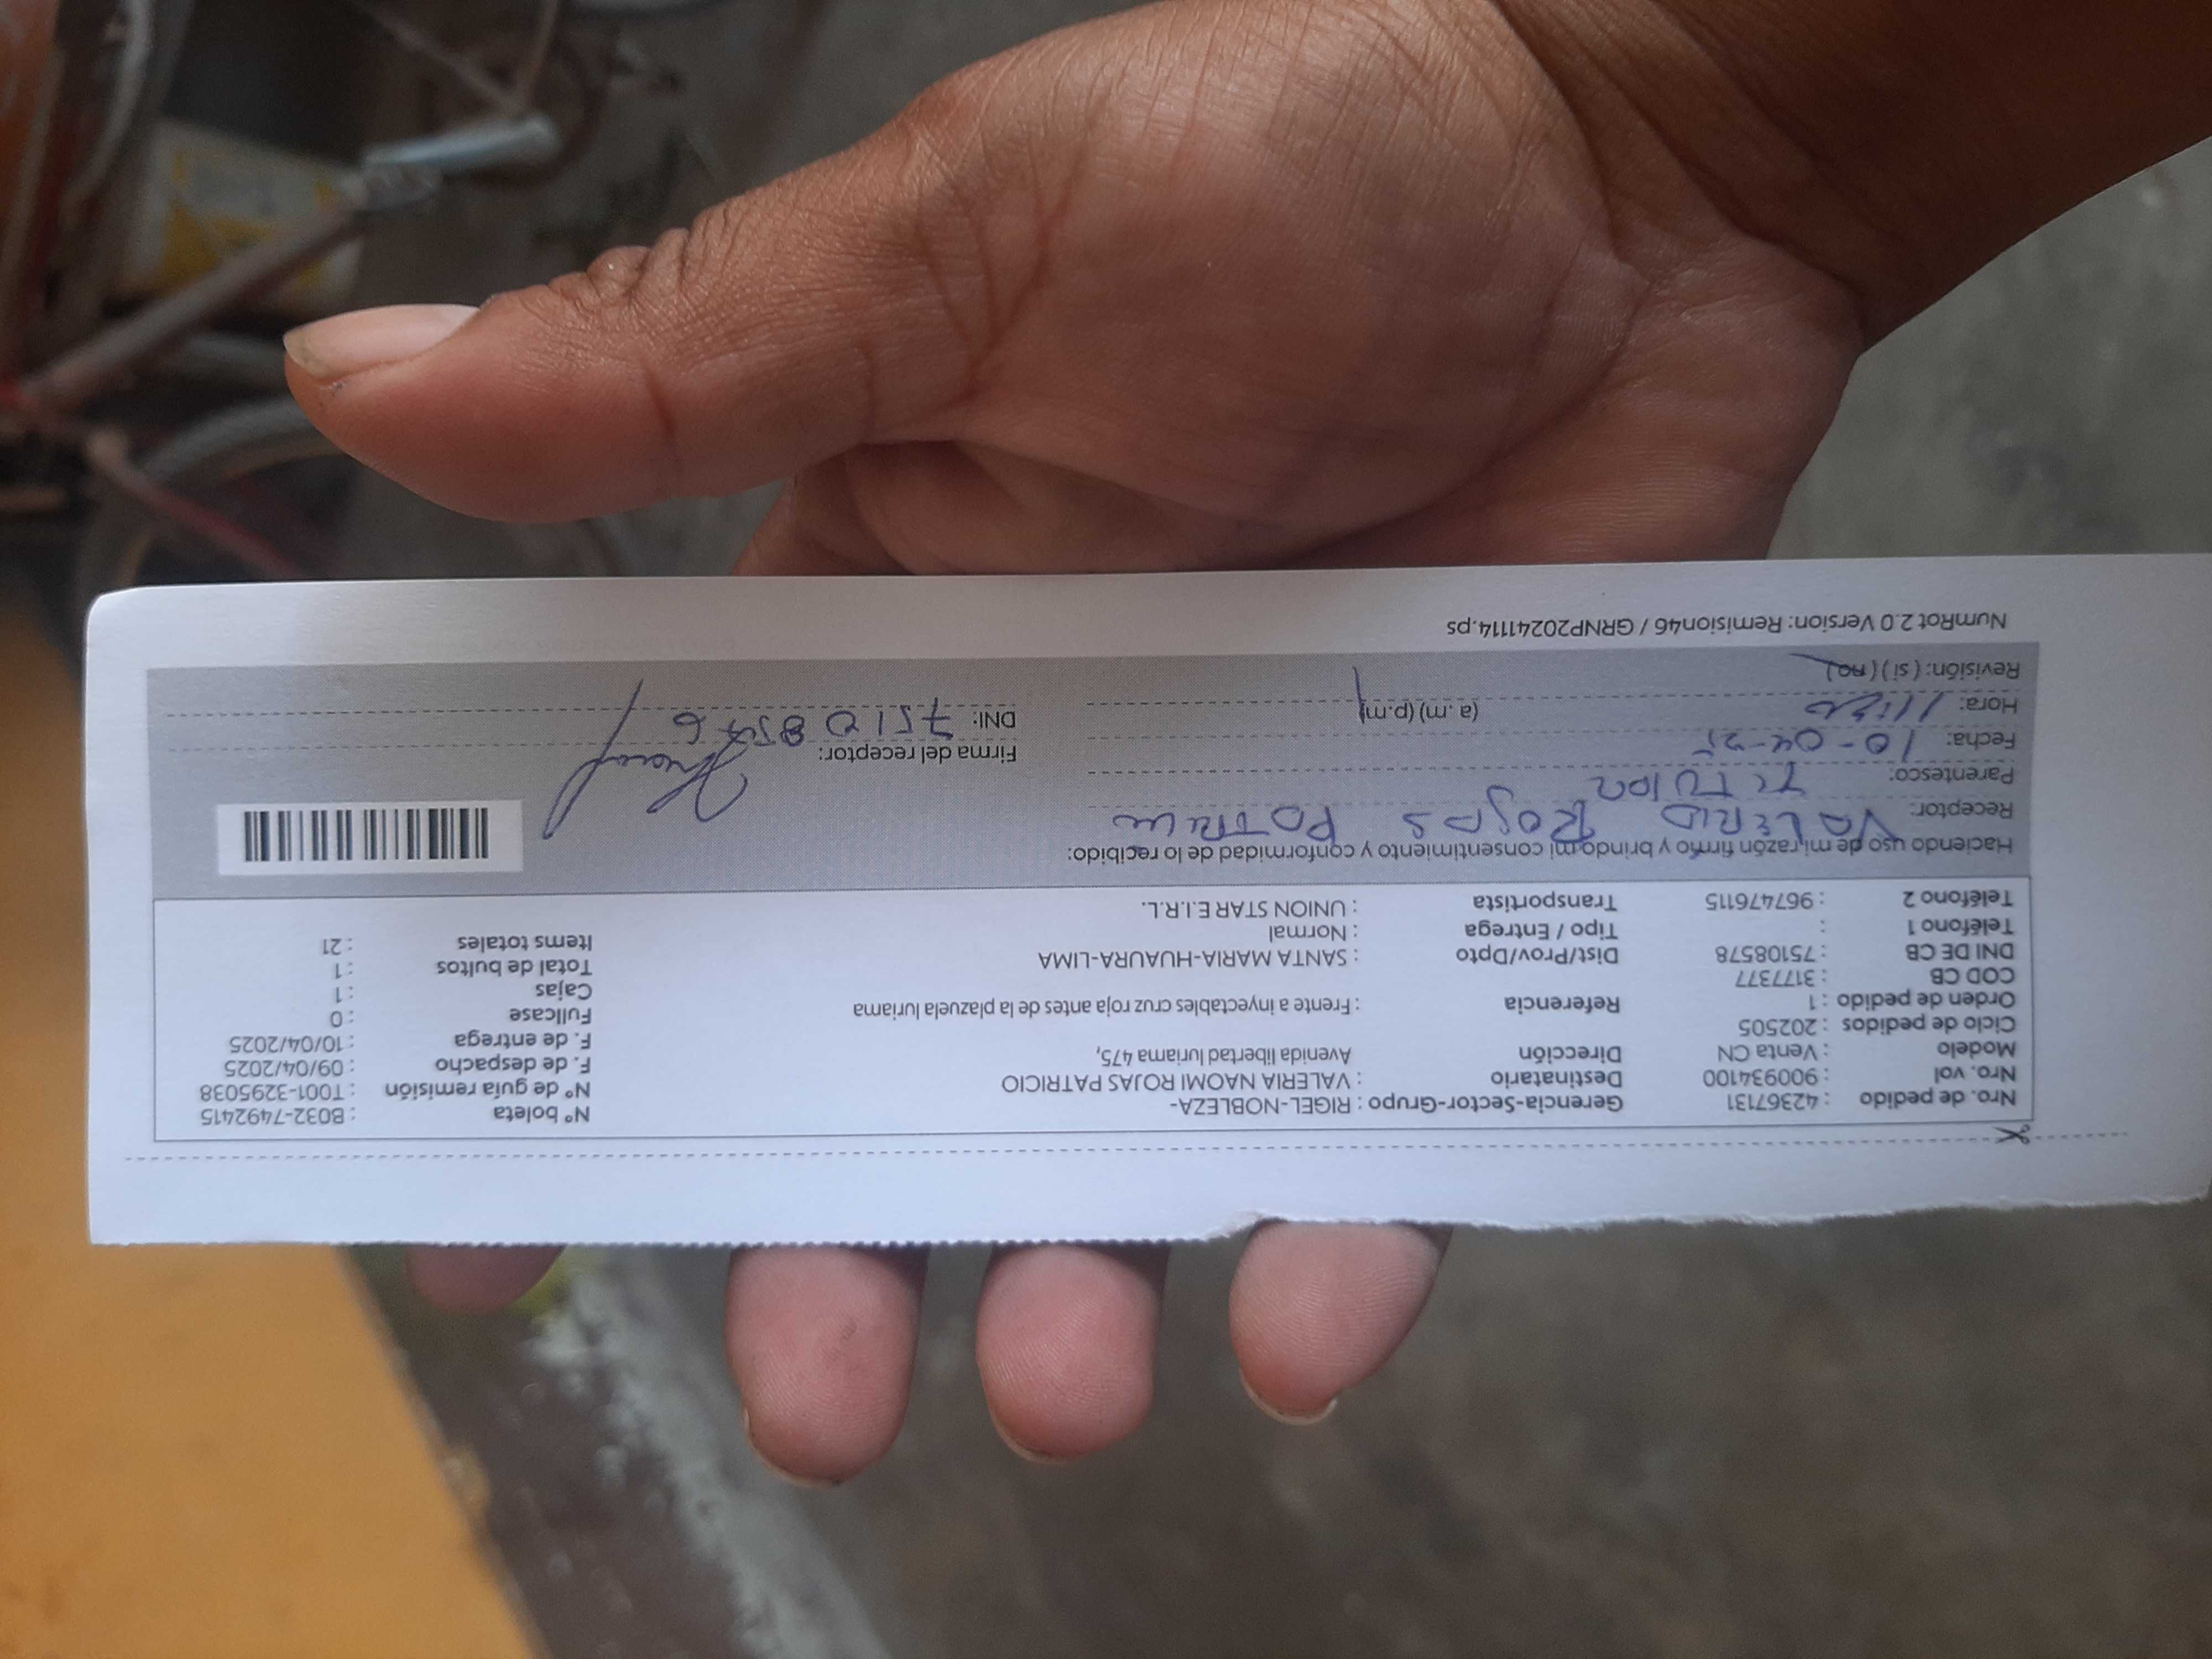 Nro. de pedido : 42367131 Gerencia-Sector-Grupo : RIGEL-NOBLEZA- N° boleta : B032-7492415
Nro. vol : 900934100 Destinatario : VALERIA NAOMI ROJAS PATRICIO N° de guía remisión : T001-3295038
Modelo : Venta CN Dirección Avenida libertad luriama 475, F. de despacho : 09/04/2025
Ciclo de pedidos : 202505 F. de entrega : 10/04/2025
Orden de pedido : 1 Referencia : Frente a inyectables cruz roja antes de la plazuela luriama Fullcase : 0
COD CB : 3177377 Cajas : 1
DNI DE CB : 75108578 Dist/Prov/Dpto : SANTA MARIA-HUAURA-LIMA Total de bultos : 1
Teléfono 1 : Tipo / Entrega : Normal Items totales : 21
Teléfono 2 : 967476115 Transportista : UNION STAR E.I.R.L.
Haciendo uso de mi razón firmo y brindo mi consentimiento y conformidad de lo recibido:
Receptor: Rojas
Parentesco:
Fecha: 10-04-25 Firma del receptor:
Hora: (a.m) (p.m) DNI:
Revisión: (si) (no)
NumRot 2.0 Version: Remision46 / GRNP20241114.ps